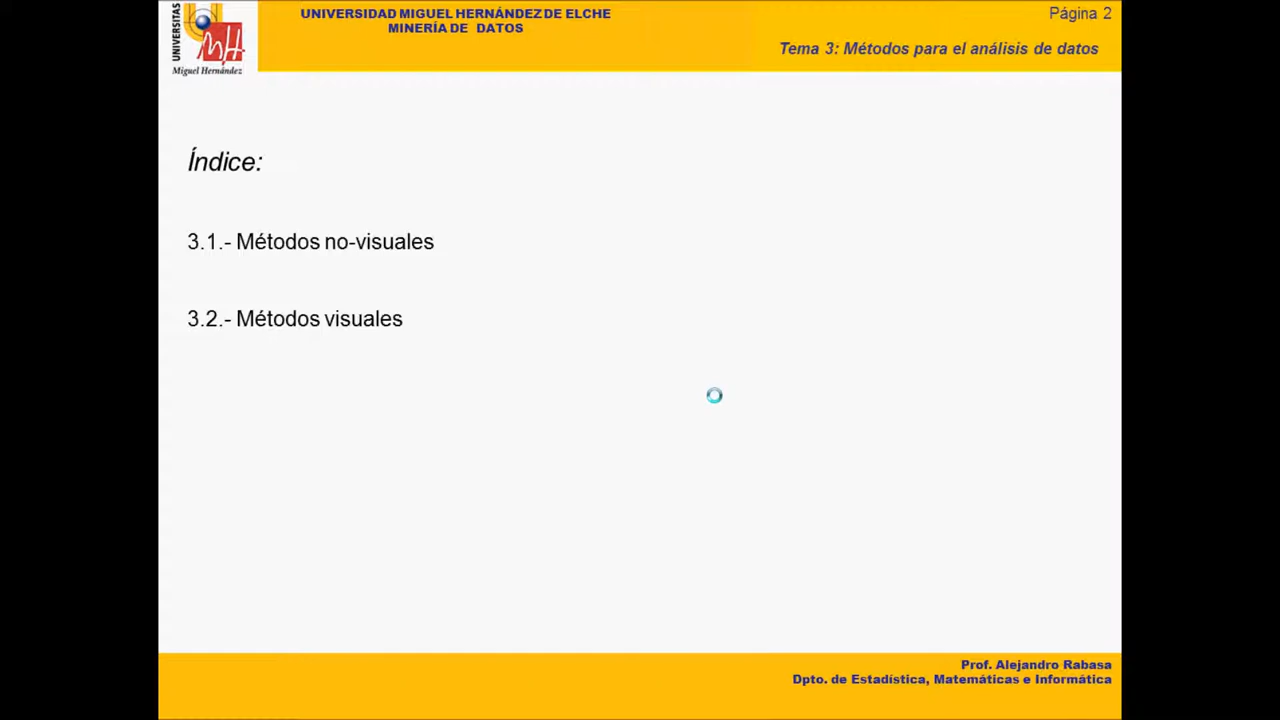 UNIVERSITAS
Miguel Hernández
UNIVERSIDAD MIGUEL HERNÁNDEZ DE ELCHE
MINERÍA DE DATOS
Página 2
Tema 3: Métodos para el análisis de datos
Índice:
3.1.- Métodos no-visuales
3.2.- Métodos visuales
Prof. Alejandro Rabasa
Dpto. de Estadística, Matemáticas e Informática